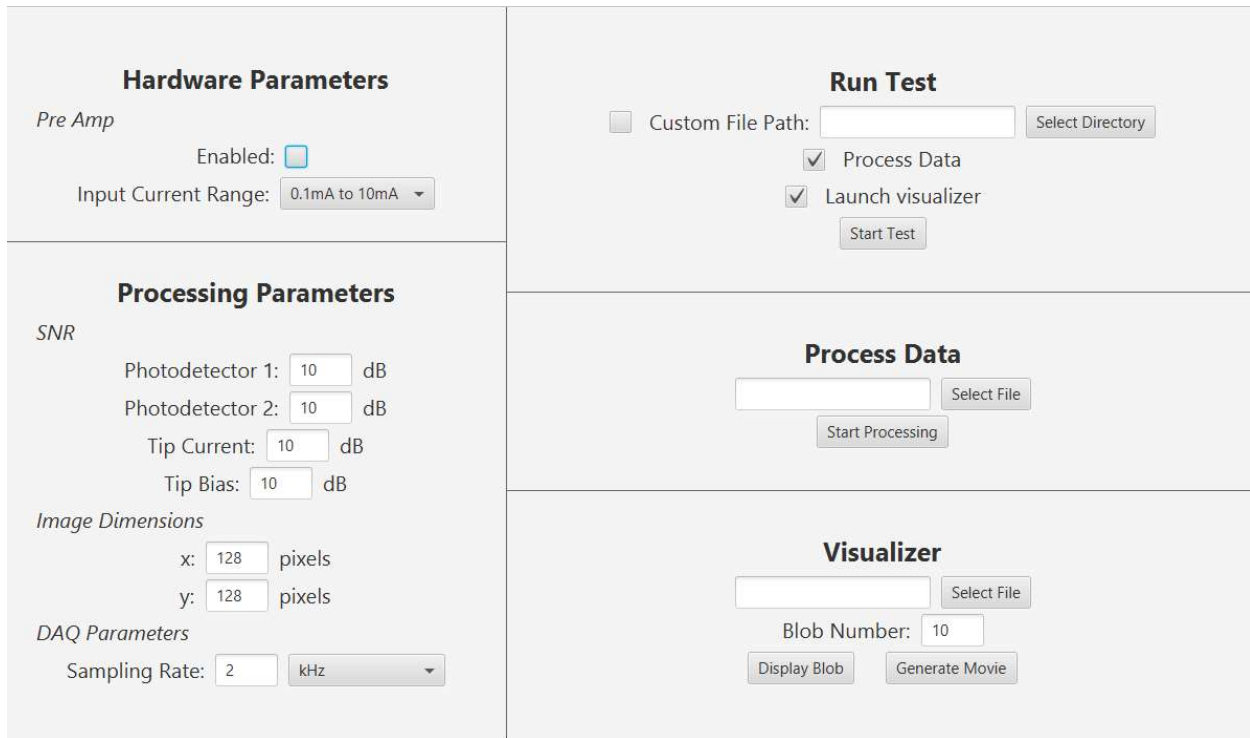 Hardware Parameters
Pre Amp
Enabled:
Input Current Range: 0.1mA to 10mA
Processing Parameters
SNR
Photodetector 1: 10 dB
Photodetector 2: 10 dB
Tip Current: 10 dB
Tip Bias: 10 dB
Image Dimensions
x: 128 pixels
y: 128 pixels
DAQ Parameters
Sampling Rate: 2 kHz
Run Test
Custom File Path: Select Directory
Process Data
Launch visualizer
Start Test
Process Data
Select File
Start Processing
Visualizer
Select File
Blob Number: 10
Display Blob Generate Movie